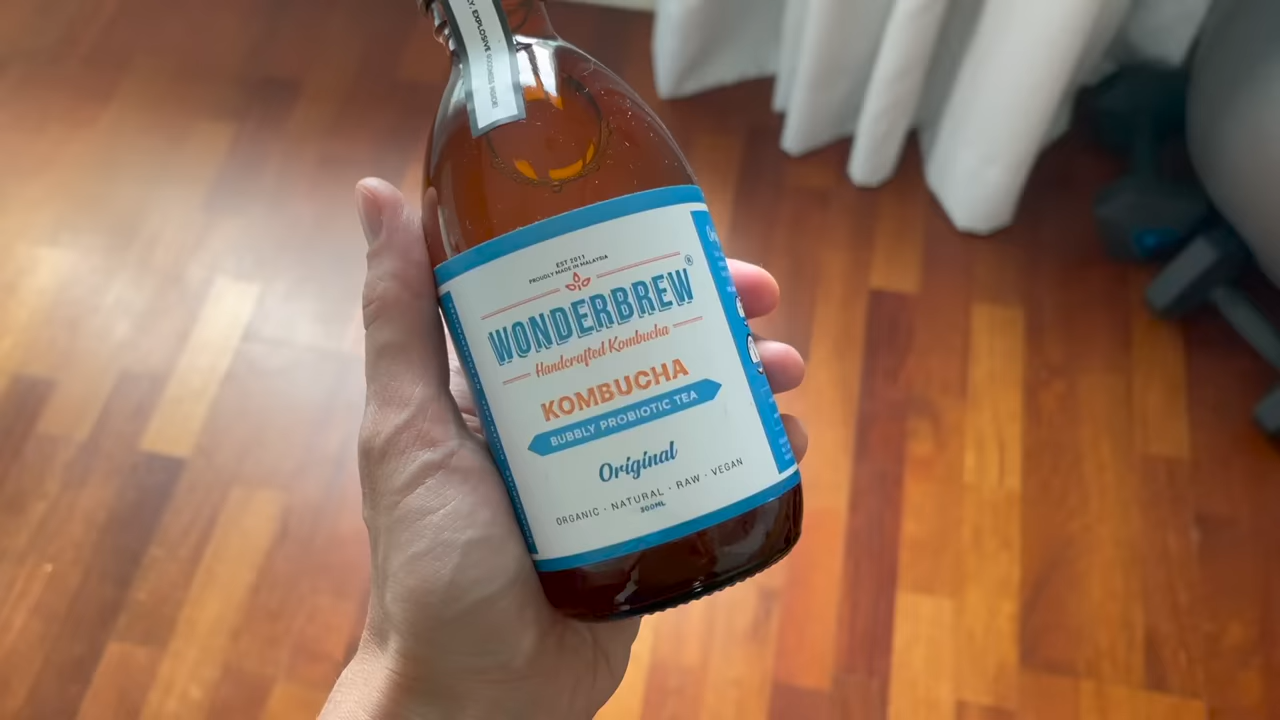 EXPLOSIVE
EST 2017
PROUDLY MADE IN MALAYSIA
WONDERBREW®
Handcrafted Kombucha
KOMBUCHA
BUBBLY PROBIOTIC TEA
Original
ORGANIC · NATURAL · RAW · VEGAN
300ML